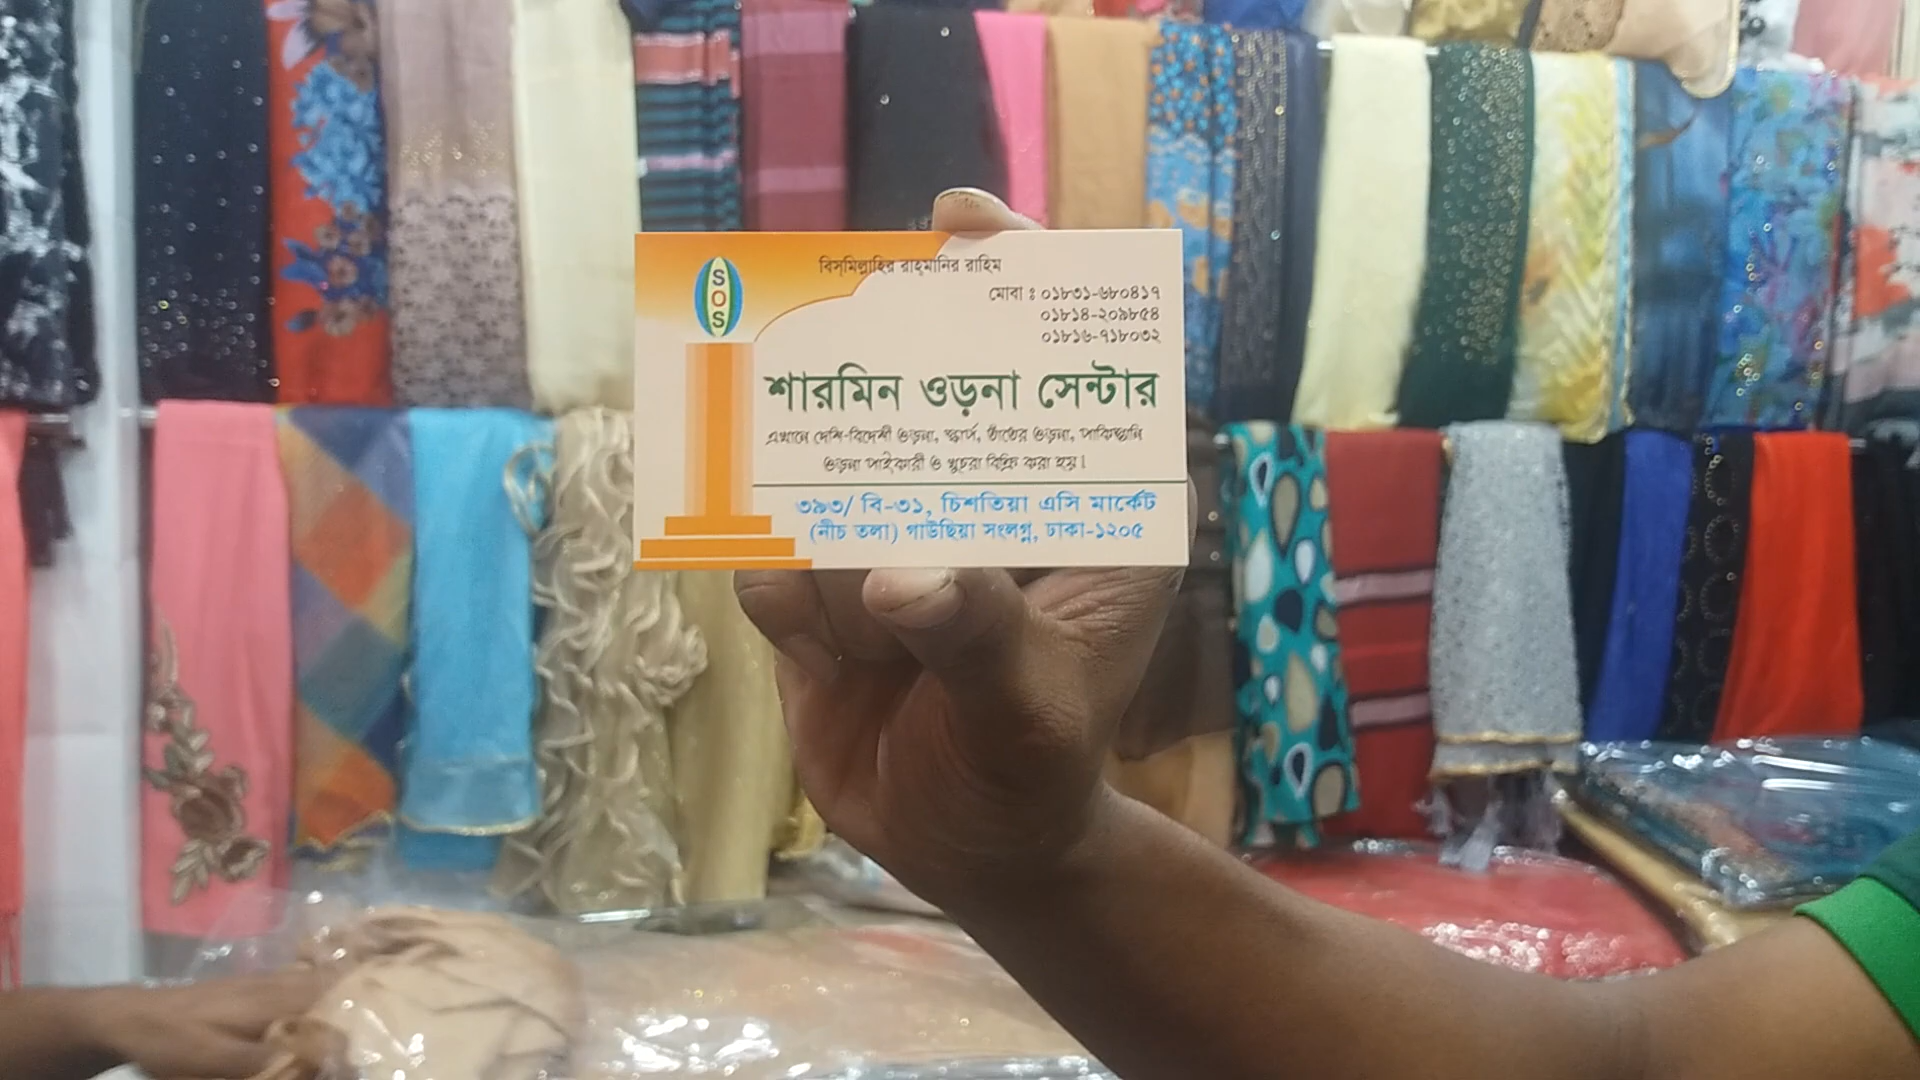 বিস্‌মিল্লাহির রাহ্‌মানির রাহিম
SOS
মোবা ঃ ০১৮৩১-৬৮০৪১৭
০১৮১৪-২০৯৮৫৪
০১৮১৬-৭১৮০৩২
শারমিন ওড়না সেন্টার
এখানে দেশি-বিদেশী ওড়না, স্কার্প, তাঁতের ওড়না, পাকিস্তানি
ওড়না পাইকারী ও খুচরা বিক্রি করা হয়।
৩৯৩/ বি-৩১, চিশতিয়া এসি মার্কেট
(নীচ তলা) গাউছিয়া সংলগ্ন, ঢাকা-১২০৫